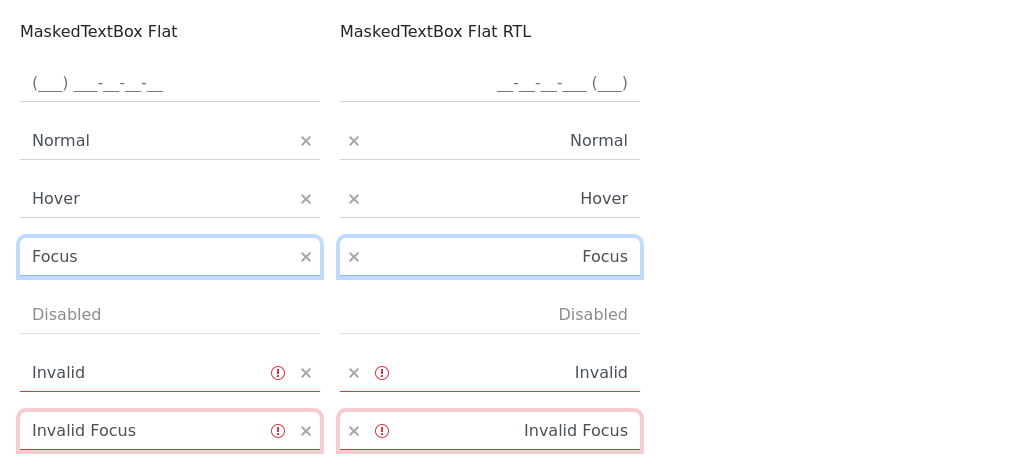 MaskedTextBox Flat MaskedTextBox Flat RTL
(___) ___-__-__-__ __-__-__-___ (___)
Normal Normal
Hover Hover
Focus Focus
Disabled Disabled
Invalid Invalid
Invalid Focus Invalid Focus